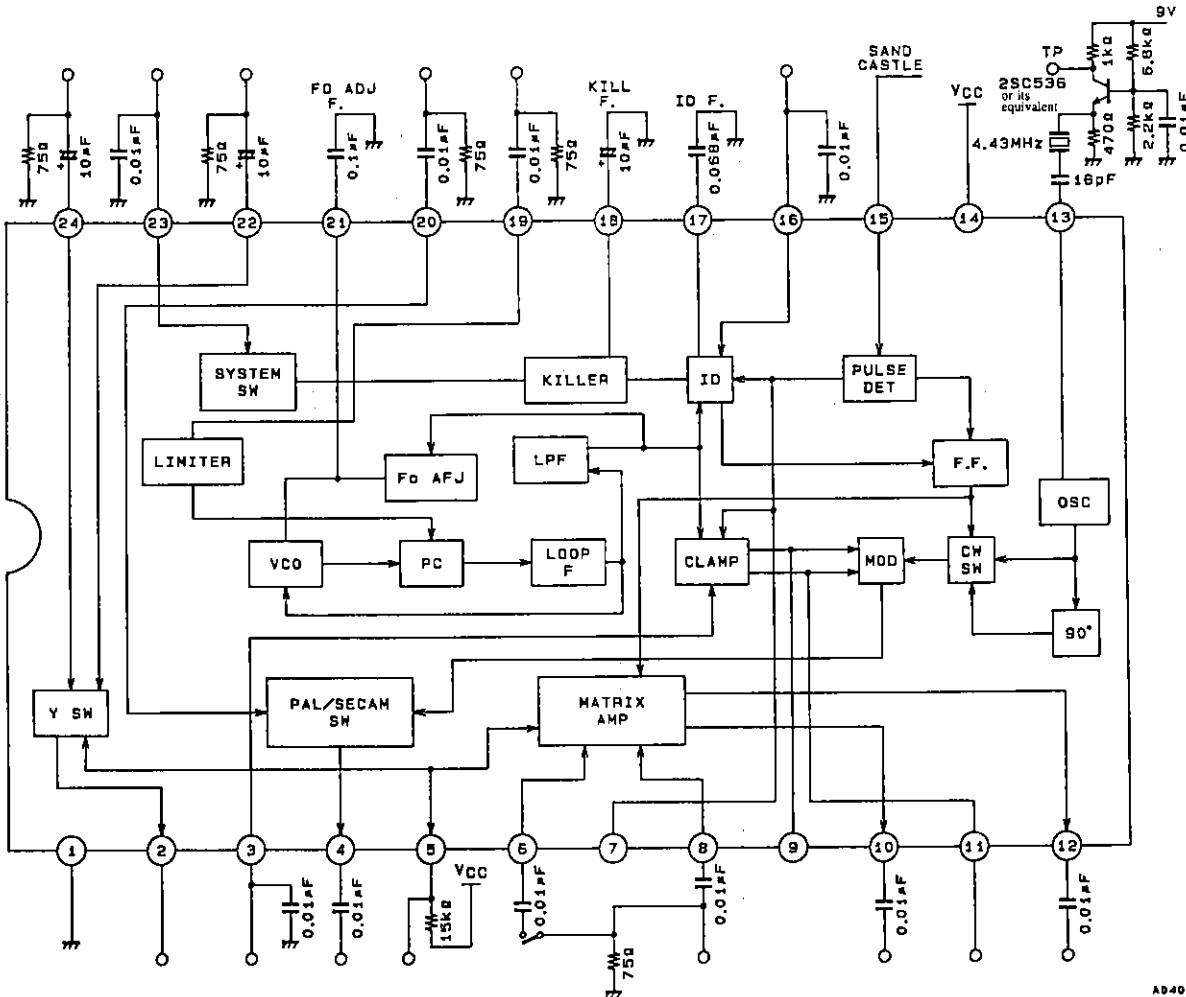 9V
TP
1kΩ
6.8kΩ
2SC536
or its
equivalent
470Ω
2.2kΩ
0.01μF
4.43MHz
16pF
SAND
CASTLE
VCC
FO ADJ
F.
KILL
F.
ID F.
75Ω
10μF
0.01μF
75Ω
10μF
0.1μF
0.01μF
75Ω
0.01μF
75Ω
10μF
0.068μF
0.01μF
24
23
22
21
20
19
18
17
16
15
14
13
SYSTEM
SW
KILLER
ID
PULSE
DET
LIMITER
FO AFJ
LPF
F.F.
OSC
VCO
PC
LOOP
F
CLAMP
MOD
CW
SW
90°
Y SW
PAL/SECAM
SW
MATRIX
AMP
1
2
3
4
5
6
7
8
9
10
11
12
0.01μF
0.01μF
15kΩ
VCC
0.01μF
75Ω
0.01μF
0.01μF
0.01μF